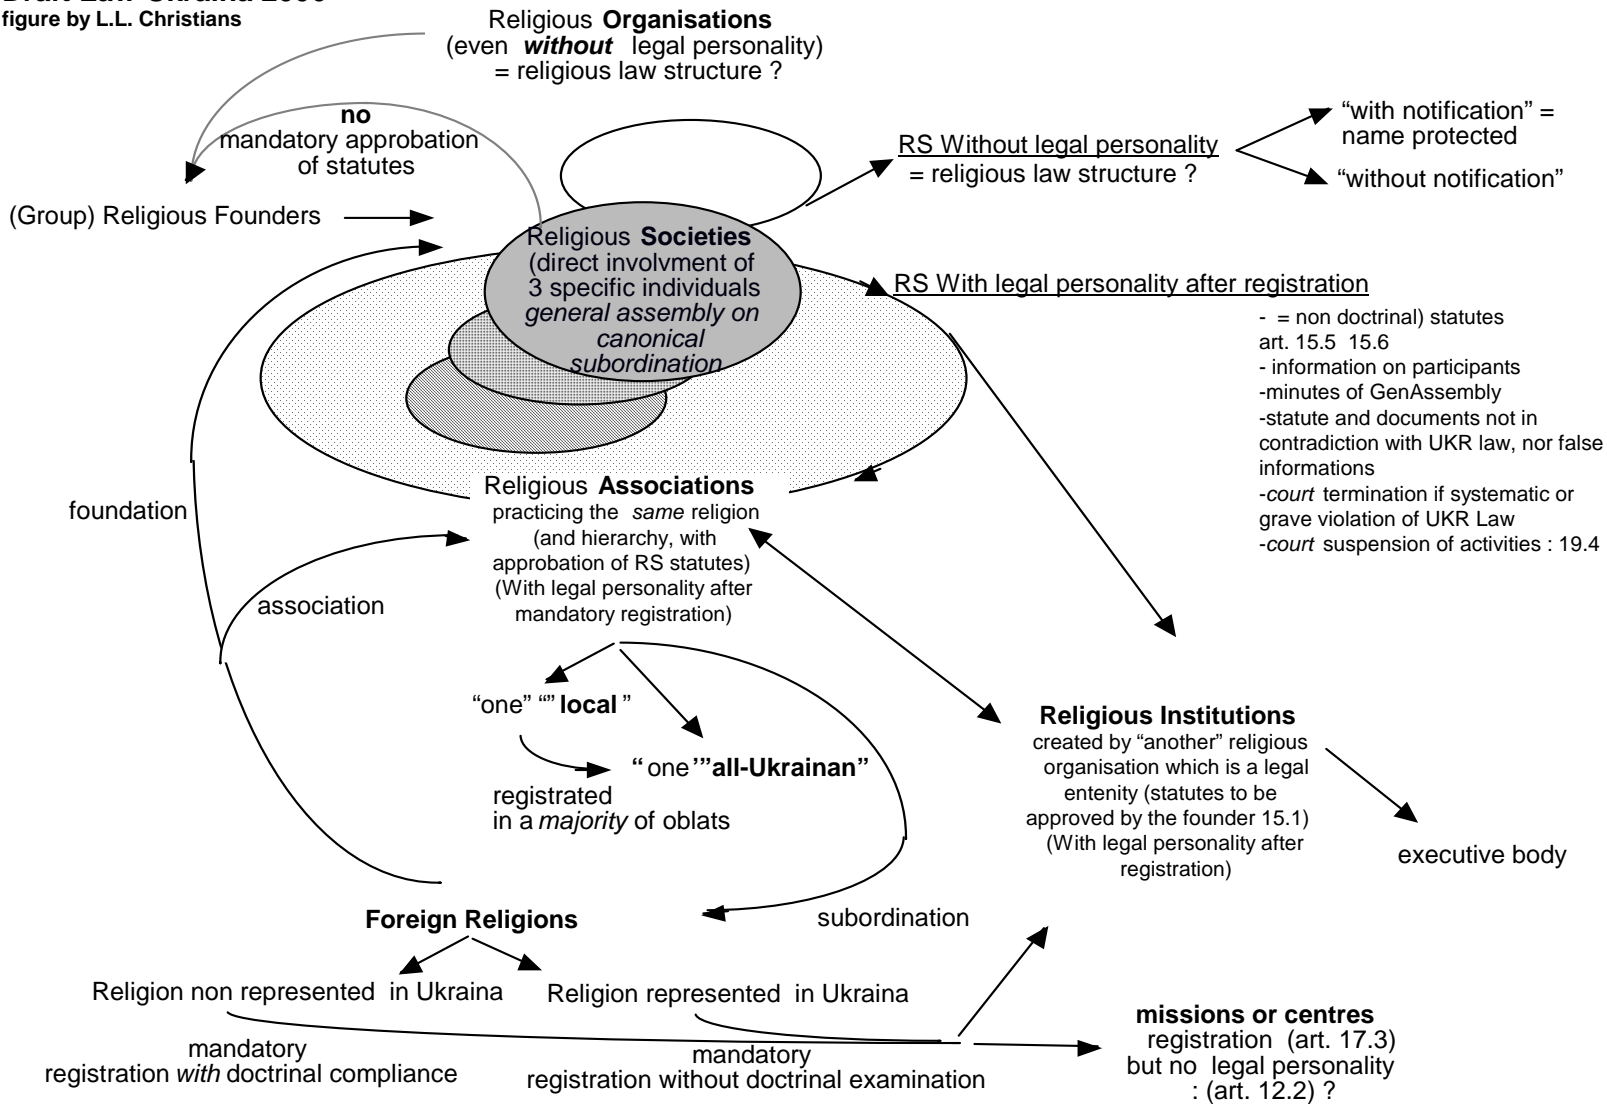 figure by L.L. Christians
Religious Organisations
(even without legal personality)
= religious law structure ?
no
mandatory approbation
of statutes
(Group) Religious Founders
RS Without legal personality
= religious law structure ?
“with notification” =
name protected
“without notification”
Religious Societies
(direct involvment of
3 specific individuals
general assembly on
canonical
subordination
RS With legal personality after registration
- = non doctrinal) statutes
art. 15.5 15.6
- information on participants
-minutes of GenAssembly
-statute and documents not in
contradiction with UKR law, nor false
informations
-court termination if systematic or
grave violation of UKR Law
-court suspension of activities : 19.4
foundation
Religious Associations
practicing the same religion
(and hierarchy, with
approbation of RS statutes)
(With legal personality after
mandatory registration)
association
“one” “” local ”
“ one ’”all-Ukrainan”
registrated
in a majority of oblats
Religious Institutions
created by “another” religious
organisation which is a legal
entenity (statutes to be
approved by the founder 15.1)
(With legal personality after
registration)
executive body
subordination
Foreign Religions
Religion non represented in Ukraina
Religion represented in Ukraina
mandatory
registration with doctrinal compliance
mandatory
registration without doctrinal examination
missions or centres
registration (art. 17.3)
but no legal personality
: (art. 12.2) ?